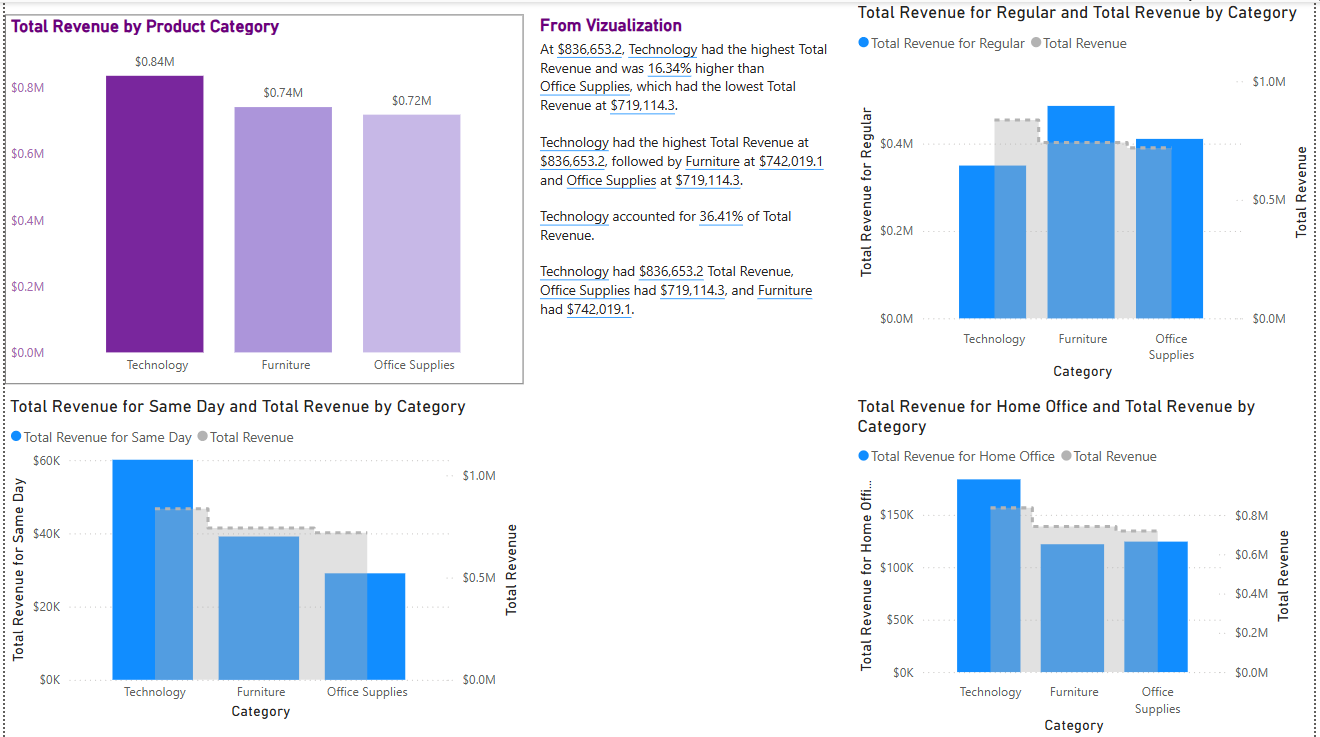 Total Revenue by Product Category
$0.84M
$0.74M
$0.72M
$0.8M
$0.6M
$0.4M
$0.2M
$0.0M
Technology
Furniture
Office Supplies
From Vizualization
At $836,653.2, Technology had the highest Total
Revenue and was 16.34% higher than
Office Supplies, which had the lowest Total
Revenue at $719,114.3.
Technology had the highest Total Revenue at
$836,653.2, followed by Furniture at $742,019.1
and Office Supplies at $719,114.3.
Technology accounted for 36.41% of Total
Revenue.
Technology had $836,653.2 Total Revenue,
Office Supplies had $719,114.3, and Furniture
had $742,019.1.
Total Revenue for Regular and Total Revenue by Category
Total Revenue for Regular
Total Revenue
Total Revenue for Regular
$0.4M
$0.2M
$0.0M
$1.0M
$0.5M
$0.0M
Total Revenue
Technology
Furniture
Office
Supplies
Category
Total Revenue for Same Day and Total Revenue by Category
Total Revenue for Same Day
Total Revenue
Total Revenue for Same Day
$60K
$40K
$20K
$0K
$1.0M
$0.5M
$0.0M
Total Revenue
Technology
Furniture
Office Supplies
Category
Total Revenue for Home Office and Total Revenue by
Category
Total Revenue for Home Office
Total Revenue
Total Revenue for Home Offi...
$150K
$100K
$50K
$0K
$0.8M
$0.6M
$0.4M
$0.2M
$0.0M
Total Revenue
Technology
Furniture
Office
Supplies
Category